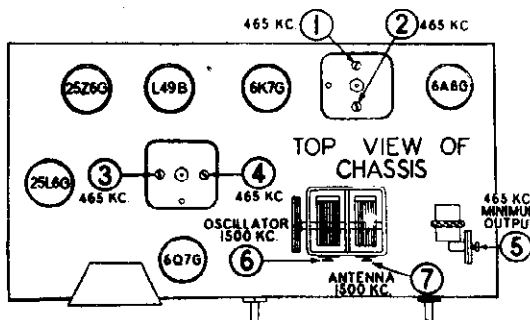 465 KC. 1 2 465 KC.
25Z6G L49B 6K7G 6A8G
TOP VIEW OF
CHASSIS
25L6G 3 4
465 KC. 465 KC
465 KC
MINIMUM
OUTPUT
5
OSCILLATOR
1500 KC.
6
6Q7G
7
ANTENNA
1500 KC.